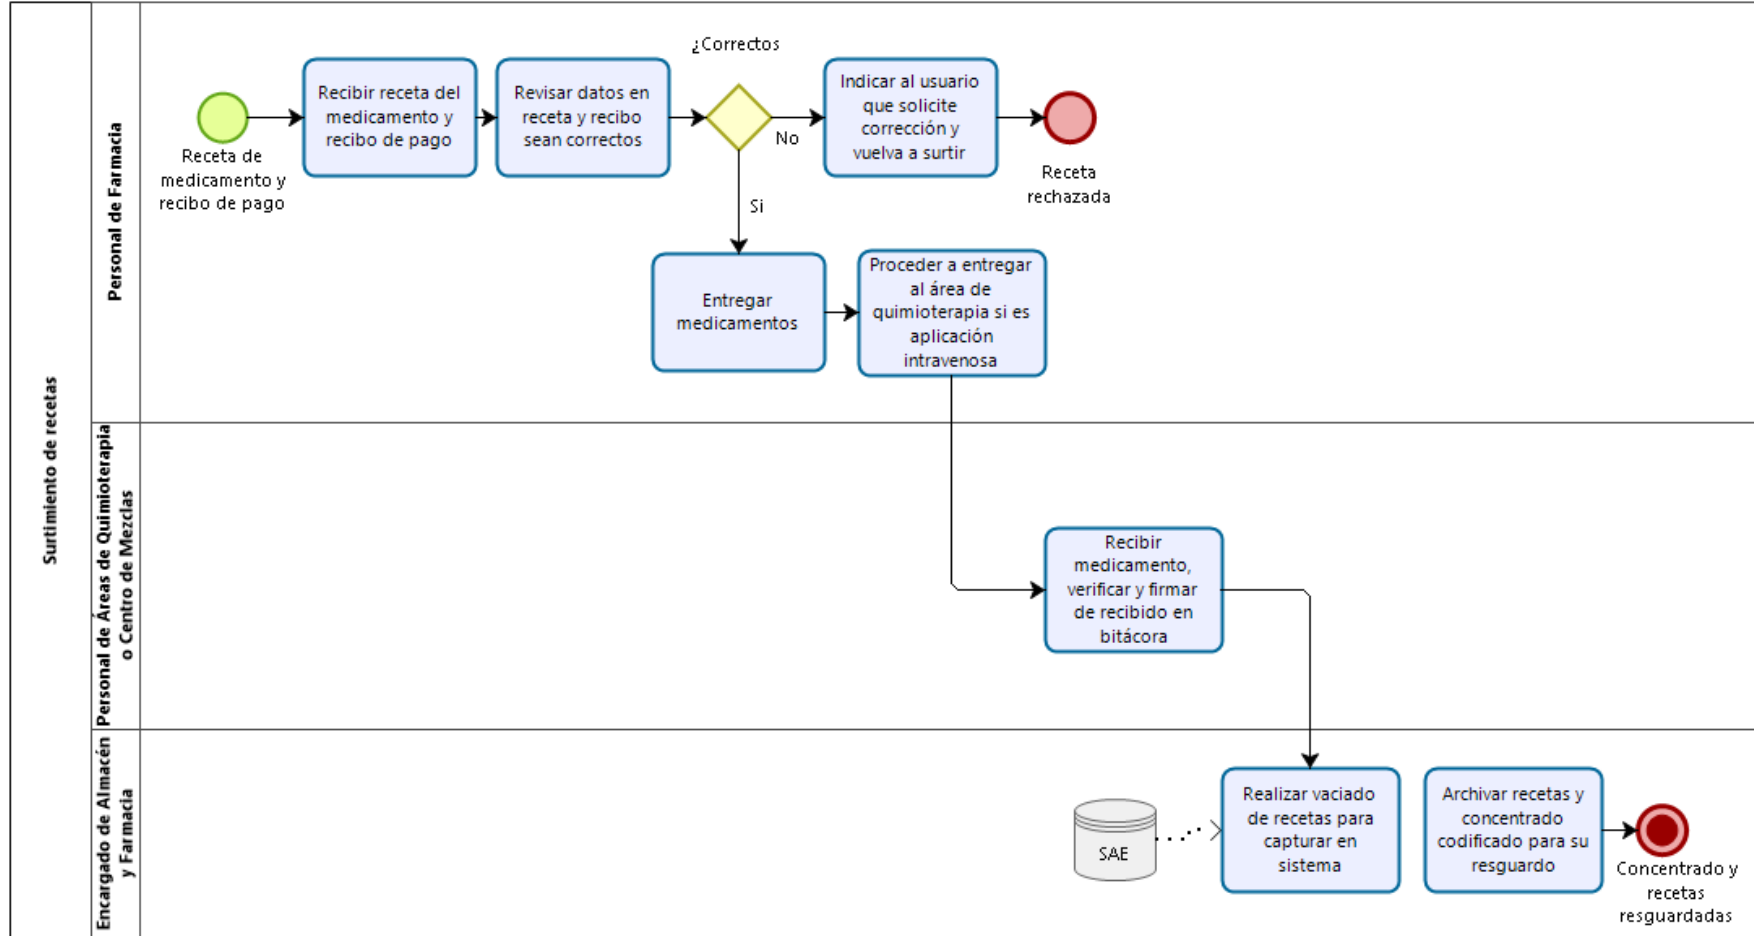 Surtimiento de recetas
Personal de Farmacia
Receta de
medicamento y
recibo de pago
Recibir receta del
medicamento y
recibo de pago
Revisar datos en
receta y recibo
sean correctos
¿Correctos
No
Si
Indicar al usuario
que solicite
corrección y
vuelva a surtir
Receta
rechazada
Entregar
medicamentos
Proceder a entregar
al área de
quimioterapia si es
aplicación
intravenosa
Personal de Áreas de Quimioterapia
o Centro de Mezclas
Recibir
medicamento,
verificar y firmar
de recibido en
bitácora
Encargado de Almacén
y Farmacia
SAE
Realizar vaciado
de recetas para
capturar en
sistema
Archivar recetas y
concentrado
codificado para su
resguardo
Concentrado y
recetas
resguardadas